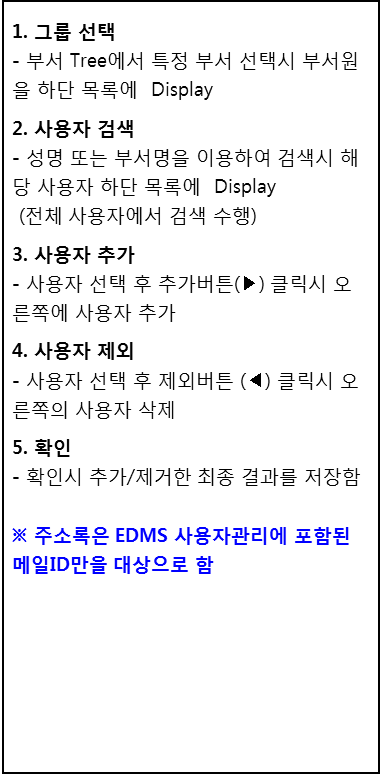 1. 그룹 선택
- 부서 Tree에서 특정 부서 선택시 부서원
을 하단 목록에  Display
2. 사용자 검색
- 성명 또는 부서명을 이용하여 검색시 해
당 사용자 하단 목록에  Display
(전체 사용자에서 검색 수행)
3. 사용자 추가
- 사용자 선택 후 추가버튼(▶) 클릭시 오
른쪽에 사용자 추가
4. 사용자 제외
- 사용자 선택 후 제외버튼 (◀) 클릭시 오
른쪽의 사용자 삭제
5. 확인
- 확인시 추가/제거한 최종 결과를 저장함
※ 주소록은 EDMS 사용자관리에 포함된
메일ID만을 대상으로 함